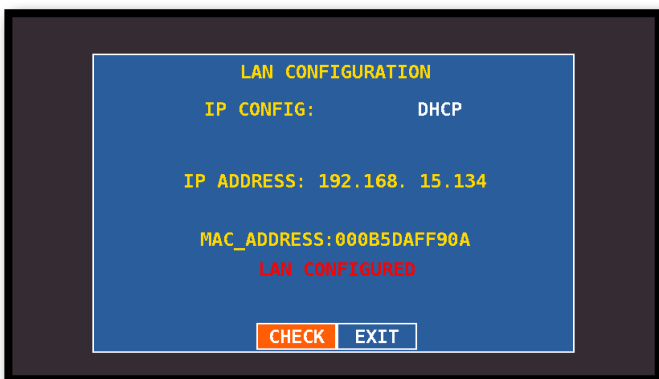 LAN CONFIGURATION
IP CONFIG: DHCP
IP ADDRESS: 192.168. 15.134
MAC_ADDRESS:000B5DAFF90A
LAN CONFIGURED
CHECK EXIT